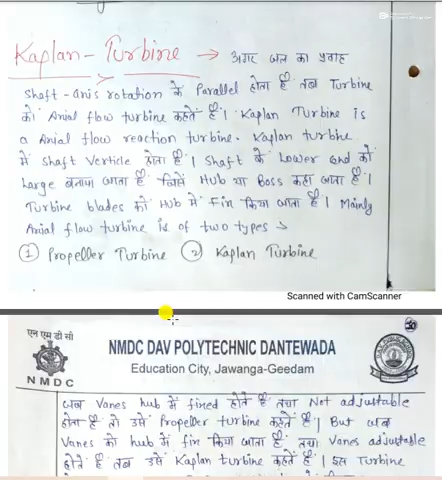 Kaplan-Turbine → अगर जल का प्रवाह
Shaft-axis rotation के Parallel होता है तब Turbine
को Axial flow turbine कहते हैं। Kaplan Turbine is
a Axial flow reaction turbine. Kaplan turbine
में Shaft Verticle होता है। Shaft के Lower end को
Large बनाया जाता है जिसे Hub या Boss कहा जाता है।
Turbine blades को Hub में Fix किया जाता है। Mainly
Axial flow turbine is of two types →
① Propeller Turbine ② Kaplan Turbine
Scanned with CamScanner
एन एम डी सी
NMDC
NMDC DAV POLYTECHNIC DANTEWADA
Education City, Jawanga-Geedam
जब Vanes hub में fixed होते हैं तथा Not adjustable
होता है तो उसे Propeller turbine कहते हैं। But जब
Vanes को hub में fix किया जाता है तथा Vanes adjustable
होते हैं तब उसे Kaplan turbine कहते हैं। इस Turbine